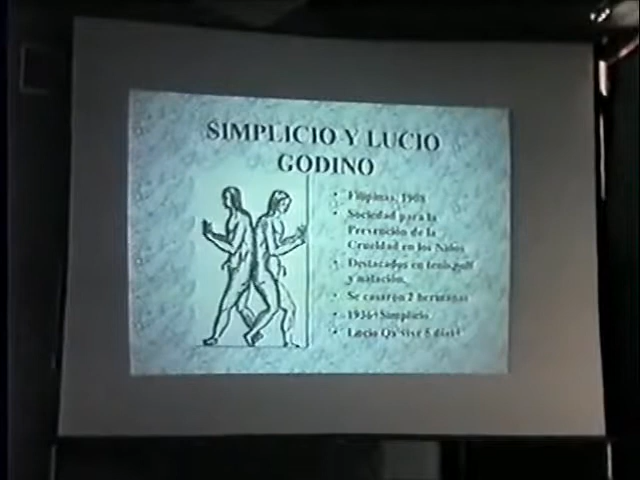 SIMPLICIO Y LUCIO
GODINO
• Filipinas, 1908
• Sociedad para la
Prevención de la
Crueldad en los Niños
• Destacados en tenis, golf
y natación.
• Se casaron 2 hermanas
• 1936+Simplicio
• Lucio Qx vive 8 días+